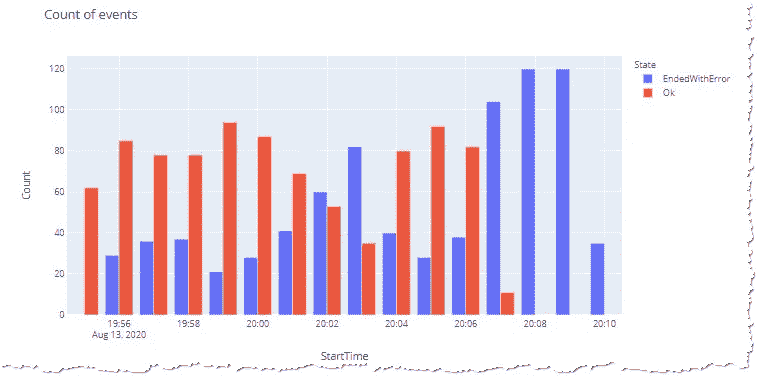 Count of events
State
EndedWithError
Ok
120
100
80
60
40
20
0
Count
19:56
Aug 13, 2020
19:58
20:00
20:02
20:04
20:06
20:08
20:10
StartTime